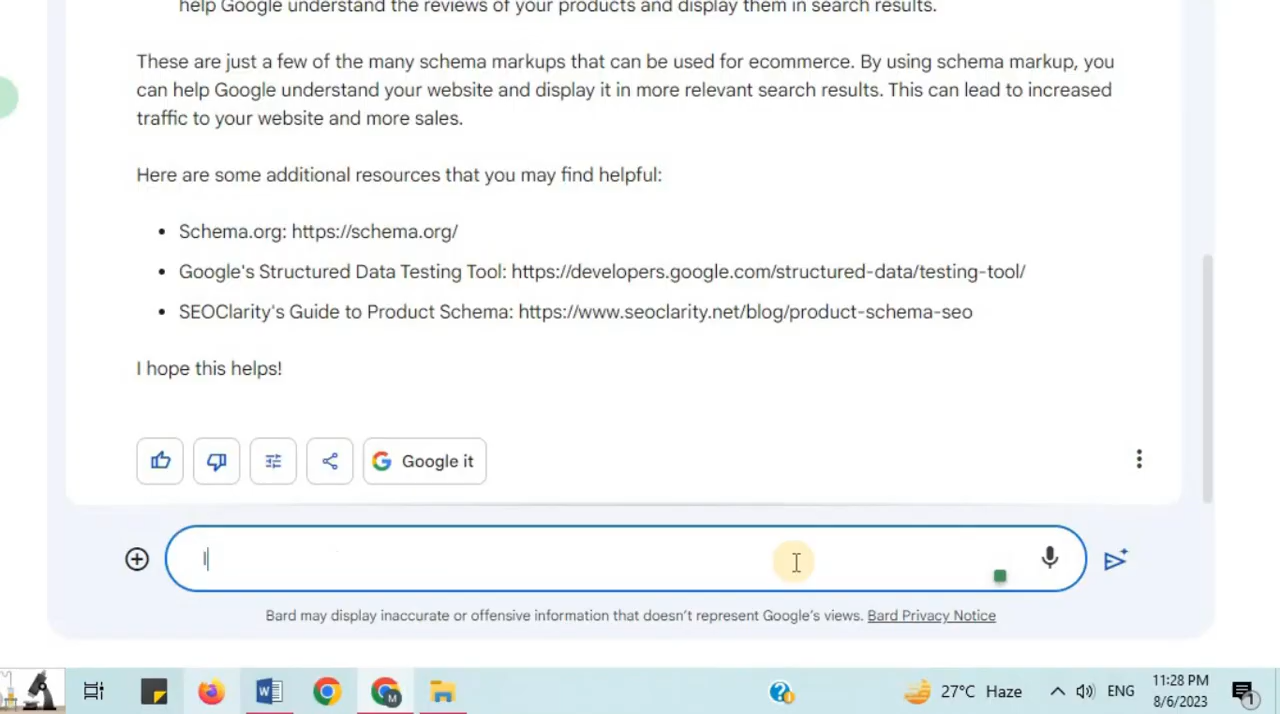 help Google understand the reviews of your products and display them in search results.
These are just a few of the many schema markups that can be used for ecommerce. By using schema markup, you
can help Google understand your website and display it in more relevant search results. This can lead to increased
traffic to your website and more sales.
Here are some additional resources that you may find helpful:
• Schema.org: https://schema.org/
• Google's Structured Data Testing Tool: https://developers.google.com/structured-data/testing-tool/
• SEOClarity's Guide to Product Schema: https://www.seoclarity.net/blog/product-schema-seo
I hope this helps!
Google it
I
Bard may display inaccurate or offensive information that doesn't represent Google's views. Bard Privacy Notice
27°C Haze
ENG
11:28 PM
8/6/2023
1